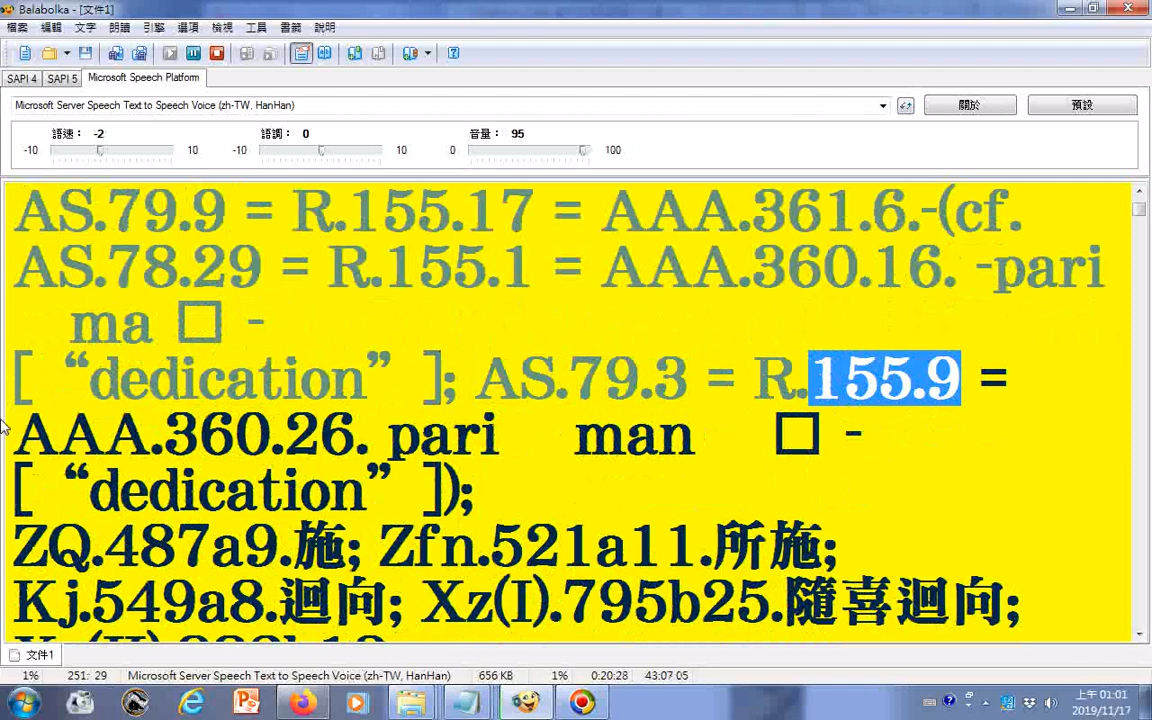 Balabolka - [文件1]
檔案 編輯 文字 朗讀 引擎 選項 檢視 工具 書籤 說明
SAPI 4 SAPI 5 Microsoft Speech Platform
Microsoft Server Speech Text to Speech Voice (zh-TW, HanHan) 關於 預設
語速： -2 語調： 0 音量： 95
-10 10 -10 10 0 100
AS.79.9 = R.155.17 = AAA.361.6.-(cf.
AS.78.29 = R.155.1 = AAA.360.16. -pari
ma □ -
[ “dedication” ]; AS.79.3 = R.155.9 =
AAA.360.26. pari man □ -
[ “dedication” ]);
ZQ.487a9.施; Zfn.521a11.所施;
Kj.549a8.迴向; Xz(I).795b25.隨喜迴向;
文件1
1% 251: 29 Microsoft Server Speech Text to Speech Voice (zh-TW, HanHan) 656 KB 1% 0:20:28 43:07:05
上午 01:01
2019/11/17